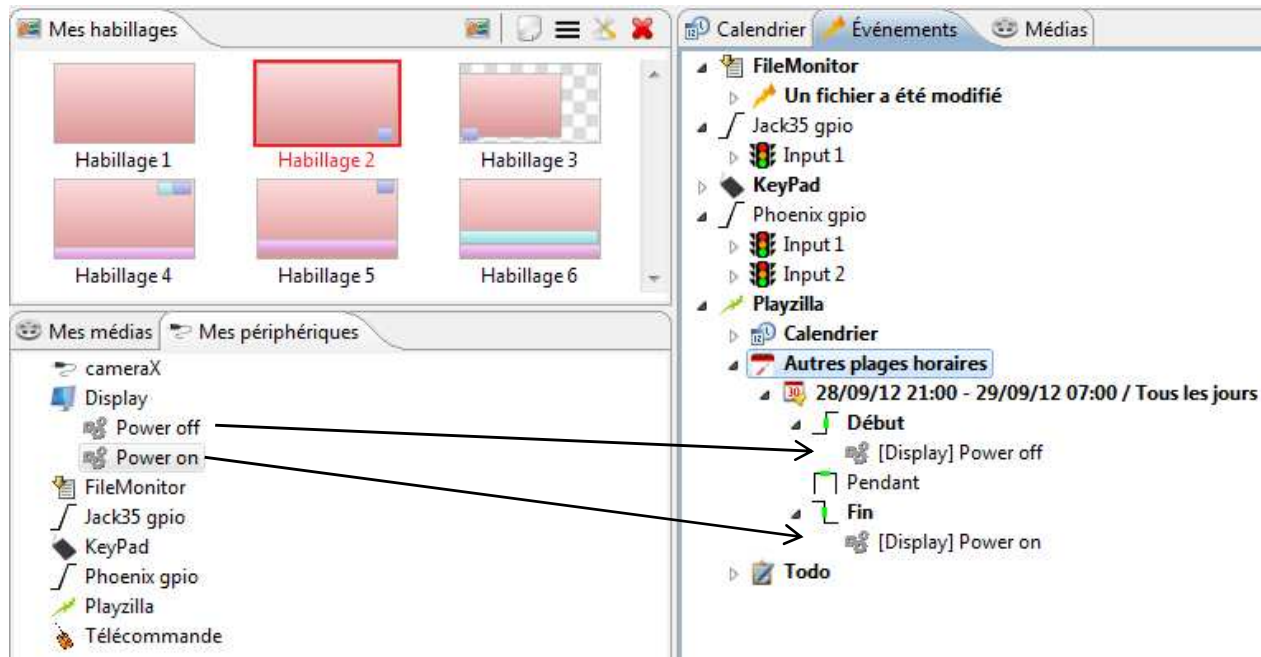 Mes habillages
Habillage 1
Habillage 2
Habillage 3
Habillage 4
Habillage 5
Habillage 6
Mes médias
Mes périphériques
cameraX
Display
Power off
Power on
FileMonitor
Jack35 gpio
KeyPad
Phoenix gpio
Playzilla
Télécommande
Calendrier
Événements
Médias
FileMonitor
Un fichier a été modifié
Jack35 gpio
Input 1
KeyPad
Phoenix gpio
Input 1
Input 2
Playzilla
Calendrier
Autres plages horaires
28/09/12 21:00 - 29/09/12 07:00 / Tous les jours
Début
[Display] Power off
Pendant
Fin
[Display] Power on
Todo